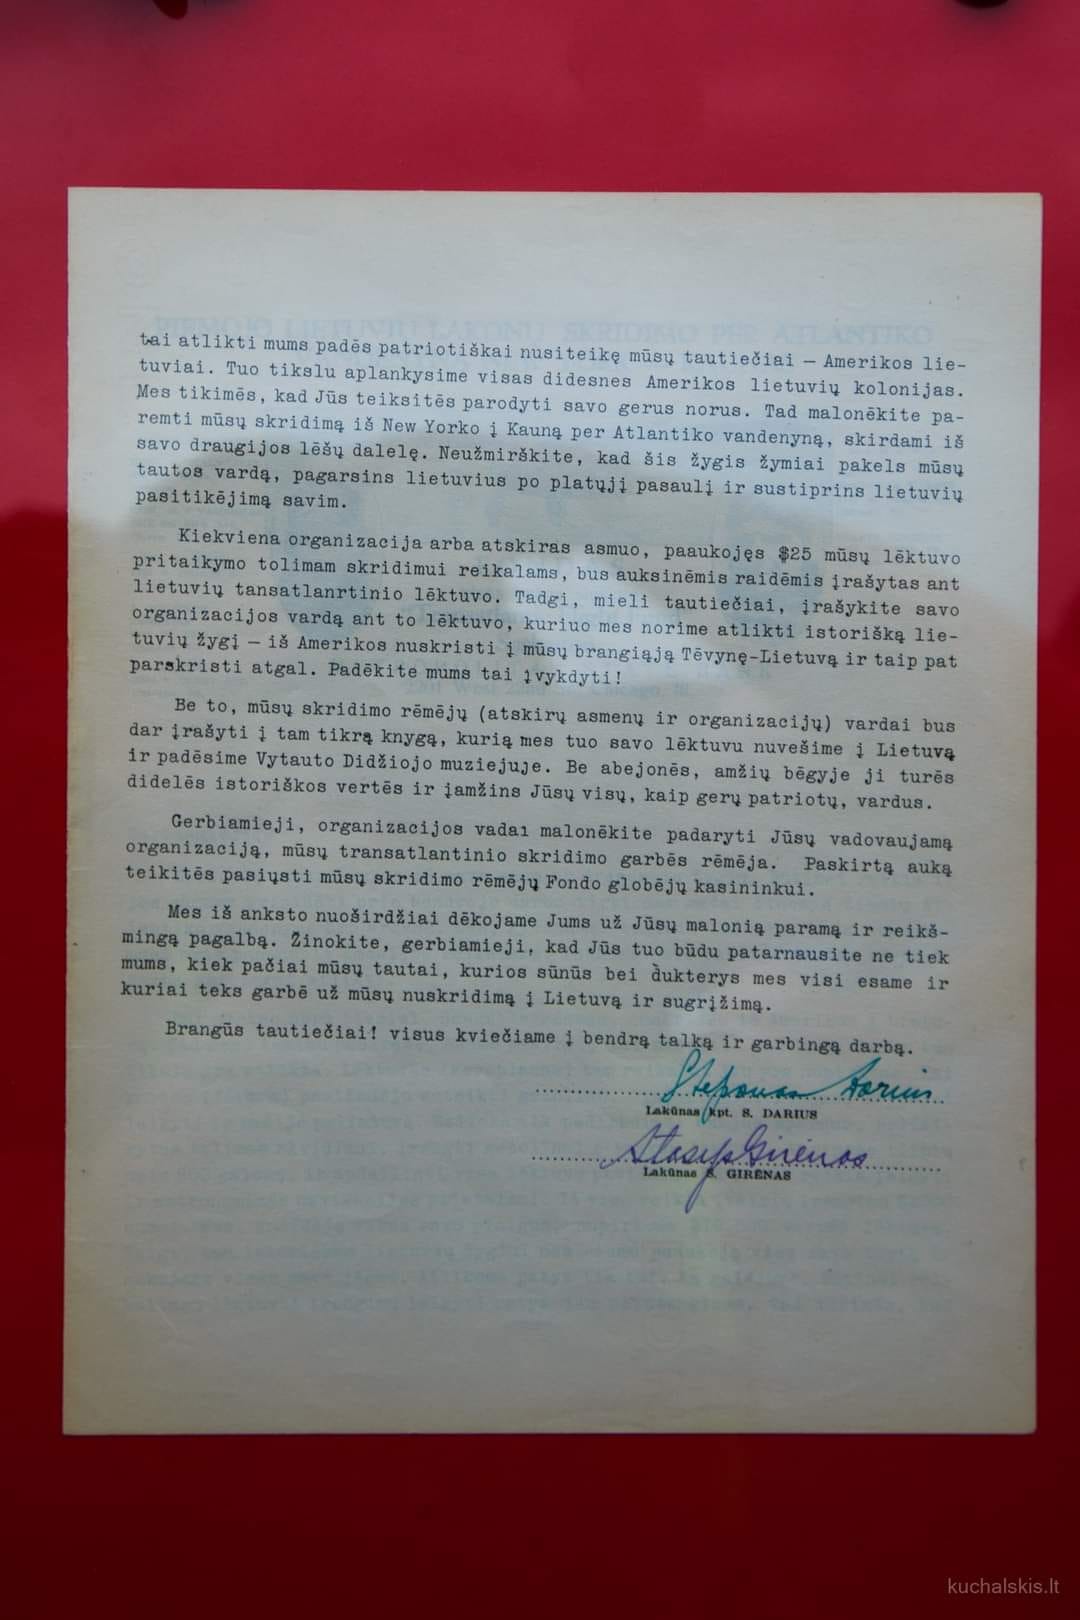 tai atlikti mums padės patriotiškai nusiteikę mūsų tautiečiai — Amerikos lie-
tuviai. Tuo tikslu aplankysime visas didesnes Amerikos lietuvių kolonijas.
Mes tikimės, kad Jūs teiksitės parodyti savo gerus norus. Tad malonėkite pa-
remti mūsų skridimą iš New Yorko į Kauną per Atlantiko vandenyną, skirdami iš
savo draugijos lėšų dalelę. Neužmirškite, kad šis žygis žymiai pakels mūsų
tautos vardą, pagarsins lietuvius po platųjį pasaulį ir sustiprins lietuvių
pasitikėjimą savim.
Kiekviena organizacija arba atskiras asmuo, paaukojęs $25 mūsų lėktuvo
pritaikymo tolimam skridimui reikalams, bus auksinėmis raidėmis įrašytas ant
lietuvių tansatlanrtinio lėktuvo. Tadgi, mieli tautiečiai, įrašykite savo
organizacijos vardą ant to lėktuvo, kuriuo mes norime atlikti istorišką lie-
tuvių žygį — iš Amerikos nuskristi į mūsų brangiąją Tėvynę-Lietuvą ir taip pat
parskristi atgal. Padėkite mums tai įvykdyti!
Be to, mūsų skridimo rėmėjų (atskirų asmenų ir organizacijų) vardai bus
dar įrašyti į tam tikrą knygą, kurią mes tuo savo lėktuvu nuvešime į Lietuvą
ir padėsime Vytauto Didžiojo muziejuje. Be abejonės, amžių bėgyje ji turės
didelės istoriškos vertės ir įamžins Jūsų visų, kaip gerų patriotų, vardus.
Gerbiamieji, organizacijos vadai malonėkite padaryti Jūsų vadovaujamą
organizaciją, mūsų transatlantinio skridimo garbės rėmėja. Paskirtą auką
teikitės pasiųsti mūsų skridimo rėmėjų Fondo globėjų kasininkui.
Mes iš anksto nuoširdžiai dėkojame Jums už Jūsų malonią paramą ir reikš-
mingą pagalbą. Žinokite, gerbiamieji, kad Jūs tuo būdu patarnausite ne tiek
mums, kiek pačiai mūsų tautai, kurios sūnūs bei dukterys mes visi esame ir
kuriai teks garbė už mūsų nuskridimą į Lietuvą ir sugrįžimą.
Brangūs tautiečiai! visus kviečiame į bendrą talką ir garbingą darbą.
Steponas Darius
Lakūnas kpt. S. DARIUS
Stasys Girėnas
Lakūnas S. GIRĖNAS
kuchalskis.lt